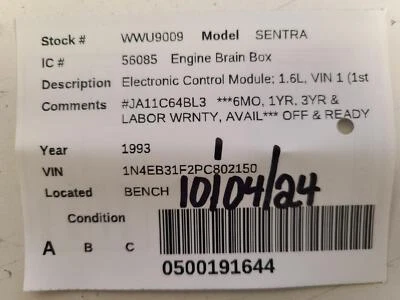 Stock # WWU9009 Model SENTRA
IC # 56085 Engine Brain Box
Description Electronic Control Module; 1.6L, VIN 1 (1st
Comments #JA11C64BL3 ***6MO, 1YR, 3YR &
LABOR WRNTY, AVAIL*** OFF & READY
Year 1993
VIN 1N4EB31F2PC802150
Located BENCH 10/04/24
Condition
A B C
0500191644